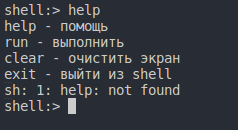 shell:> help
help - помощь
run - выполнить
clear - очистить экран
exit - выйти из shell
sh: 1: help: not found
shell:>